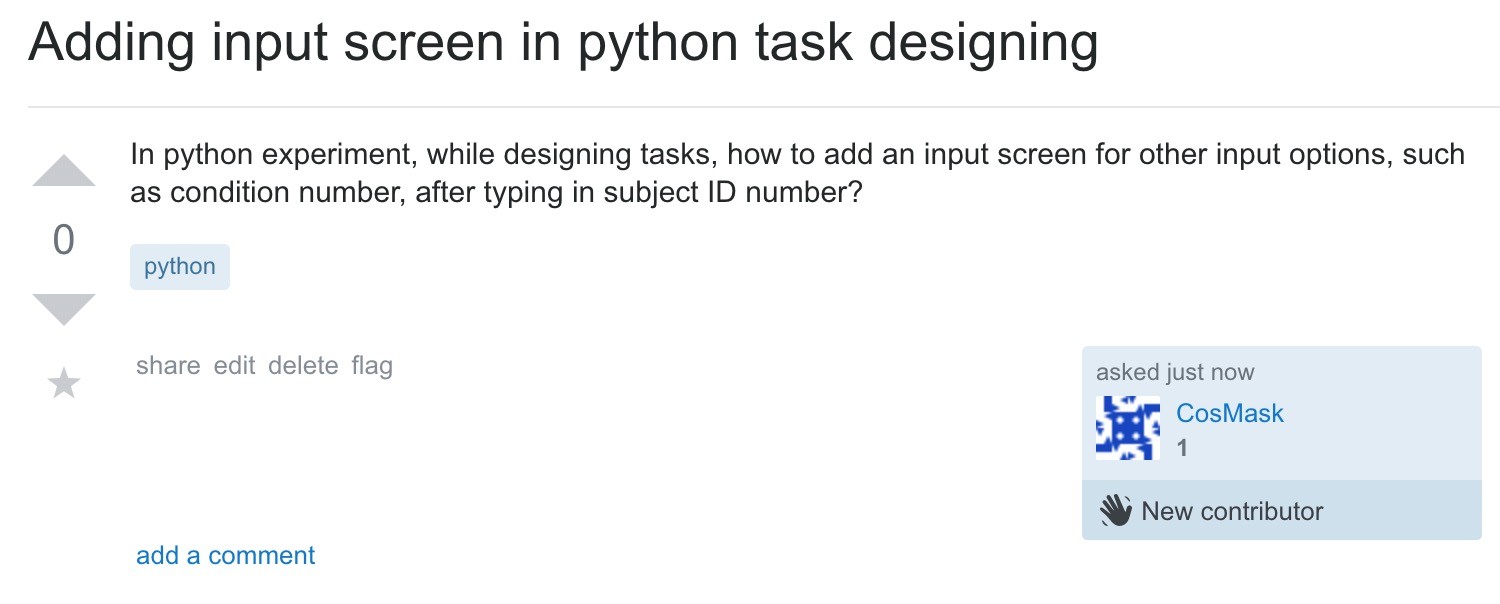 Adding input screen in python task designing
In python experiment, while designing tasks, how to add an input screen for other input options, such
as condition number, after typing in subject ID number?
0
python
share edit delete flag
asked just now
CosMask
1
New contributor
add a comment